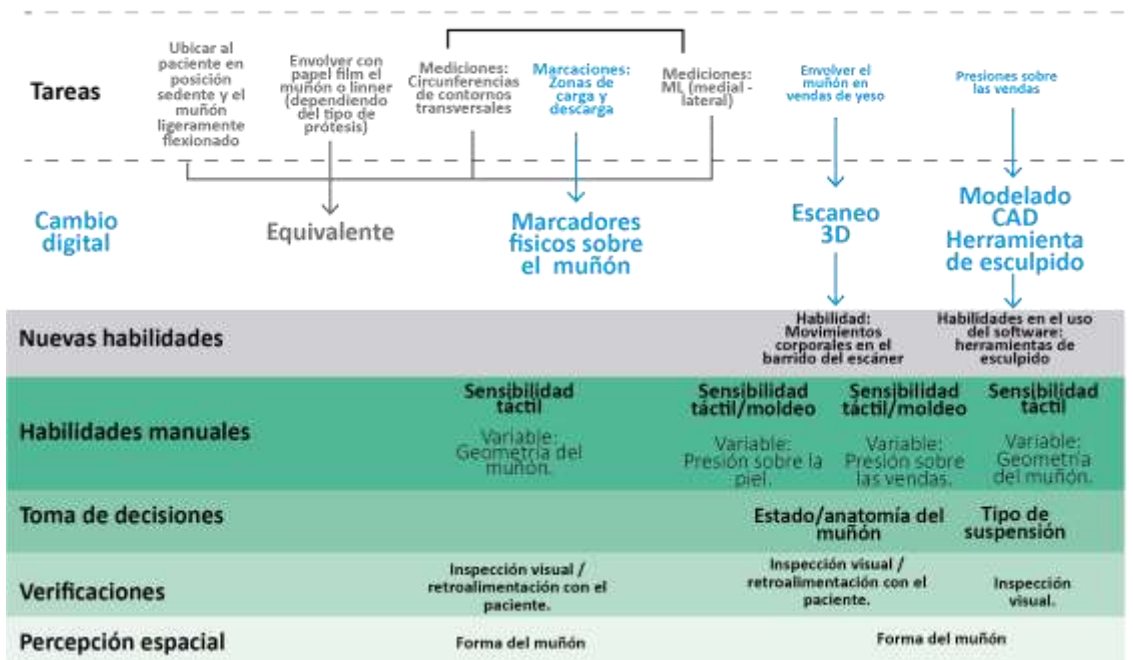 Tareas
Ubicar al
paciente en
posición
sedente y el
muñón
ligeramente
flexionado
Envolver con
papel film el
muñón o linner
(dependiendo
del tipo de
prótesis)
Mediciones:
Circunferencias
de contornos
transversales
Marcaciones:
Zonas de
carga y
descarga
Mediciones:
ML (medial -
lateral)
Envolver el
muñón en
vendas de yeso
Presiones sobre
las vendas
Cambio
digital
Equivalente
Marcadores
físicos sobre
el muñón
Escaneo
3D
Modelado
CAD
Herramienta
de esculpido
Nuevas habilidades
Habilidad:
Movimientos
corporales en el
barrido del escáner
Habilidades en el uso
del software:
herramientas de
esculpido
Habilidades manuales
Sensibilidad
táctil
Variable:
Geometría del
muñón.
Sensibilidad
táctil/moldeo
Variable:
Presión sobre la
piel.
Sensibilidad
táctil/moldeo
Variable:
Presión sobre
las vendas.
Sensibilidad
táctil
Variable:
Geometría
del muñón.
Toma de decisiones
Estado/anatomía del
muñón
Tipo de
suspensión
Verificaciones
Inspección visual /
retroalimentación con el
paciente.
Inspección visual /
retroalimentación con el
paciente.
Inspección
visual.
Percepción espacial
Forma del muñón
Forma del muñón